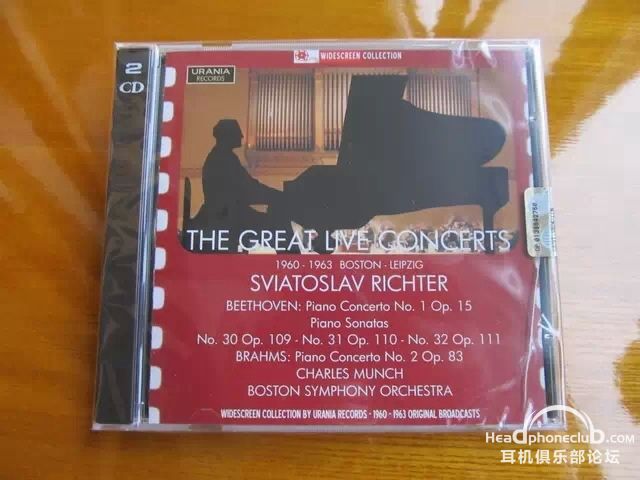 2
CD
WIDESCREEN COLLECTION
URANIA
RECORDS
THE GREAT LIVE CONCERTS
1960 - 1963 BOSTON - LEIPZIG
SVIATOSLAV RICHTER
BEETHOVEN: Piano Concerto No. 1 Op. 15
Piano Sonatas
No. 30 Op. 109 - No. 31 Op. 110 - No. 32 Op. 111
BRAHMS: Piano Concerto No. 2 Op. 83
CHARLES MUNCH
BOSTON SYMPHONY ORCHESTRA
WIDESCREEN COLLECTION BY URANIA RECORDS - 1960 - 1963 ORIGINAL BROADCASTS
HeadphoneClub.com
耳机俱乐部论坛